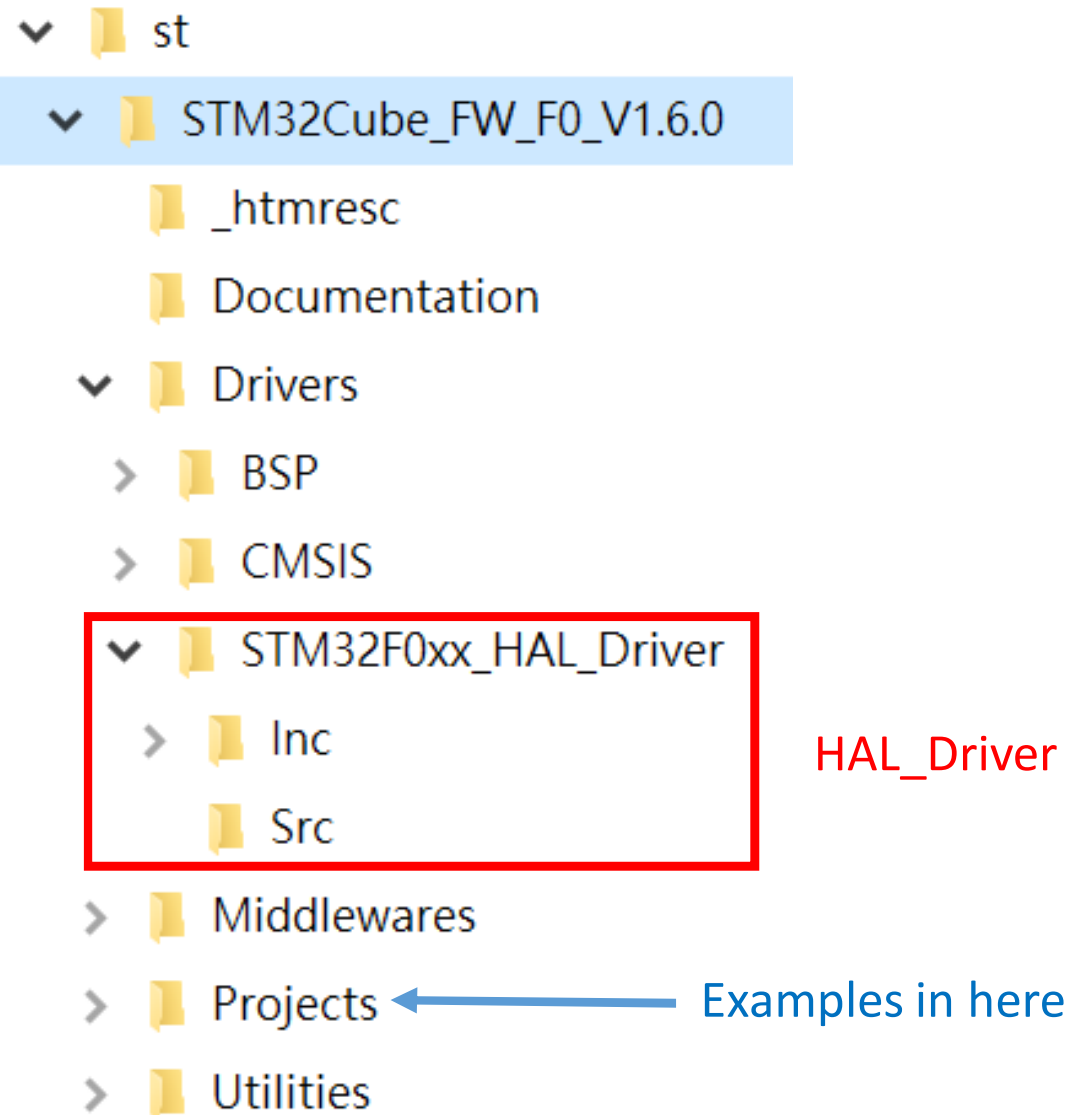 st
STM32Cube_FW_F0_V1.6.0
_htmresc
Documentation
Drivers
BSP
CMSIS
STM32F0xx_HAL_Driver
Inc
HAL_Driver
Src
Middlewares
Projects
Examples in here
Utilities